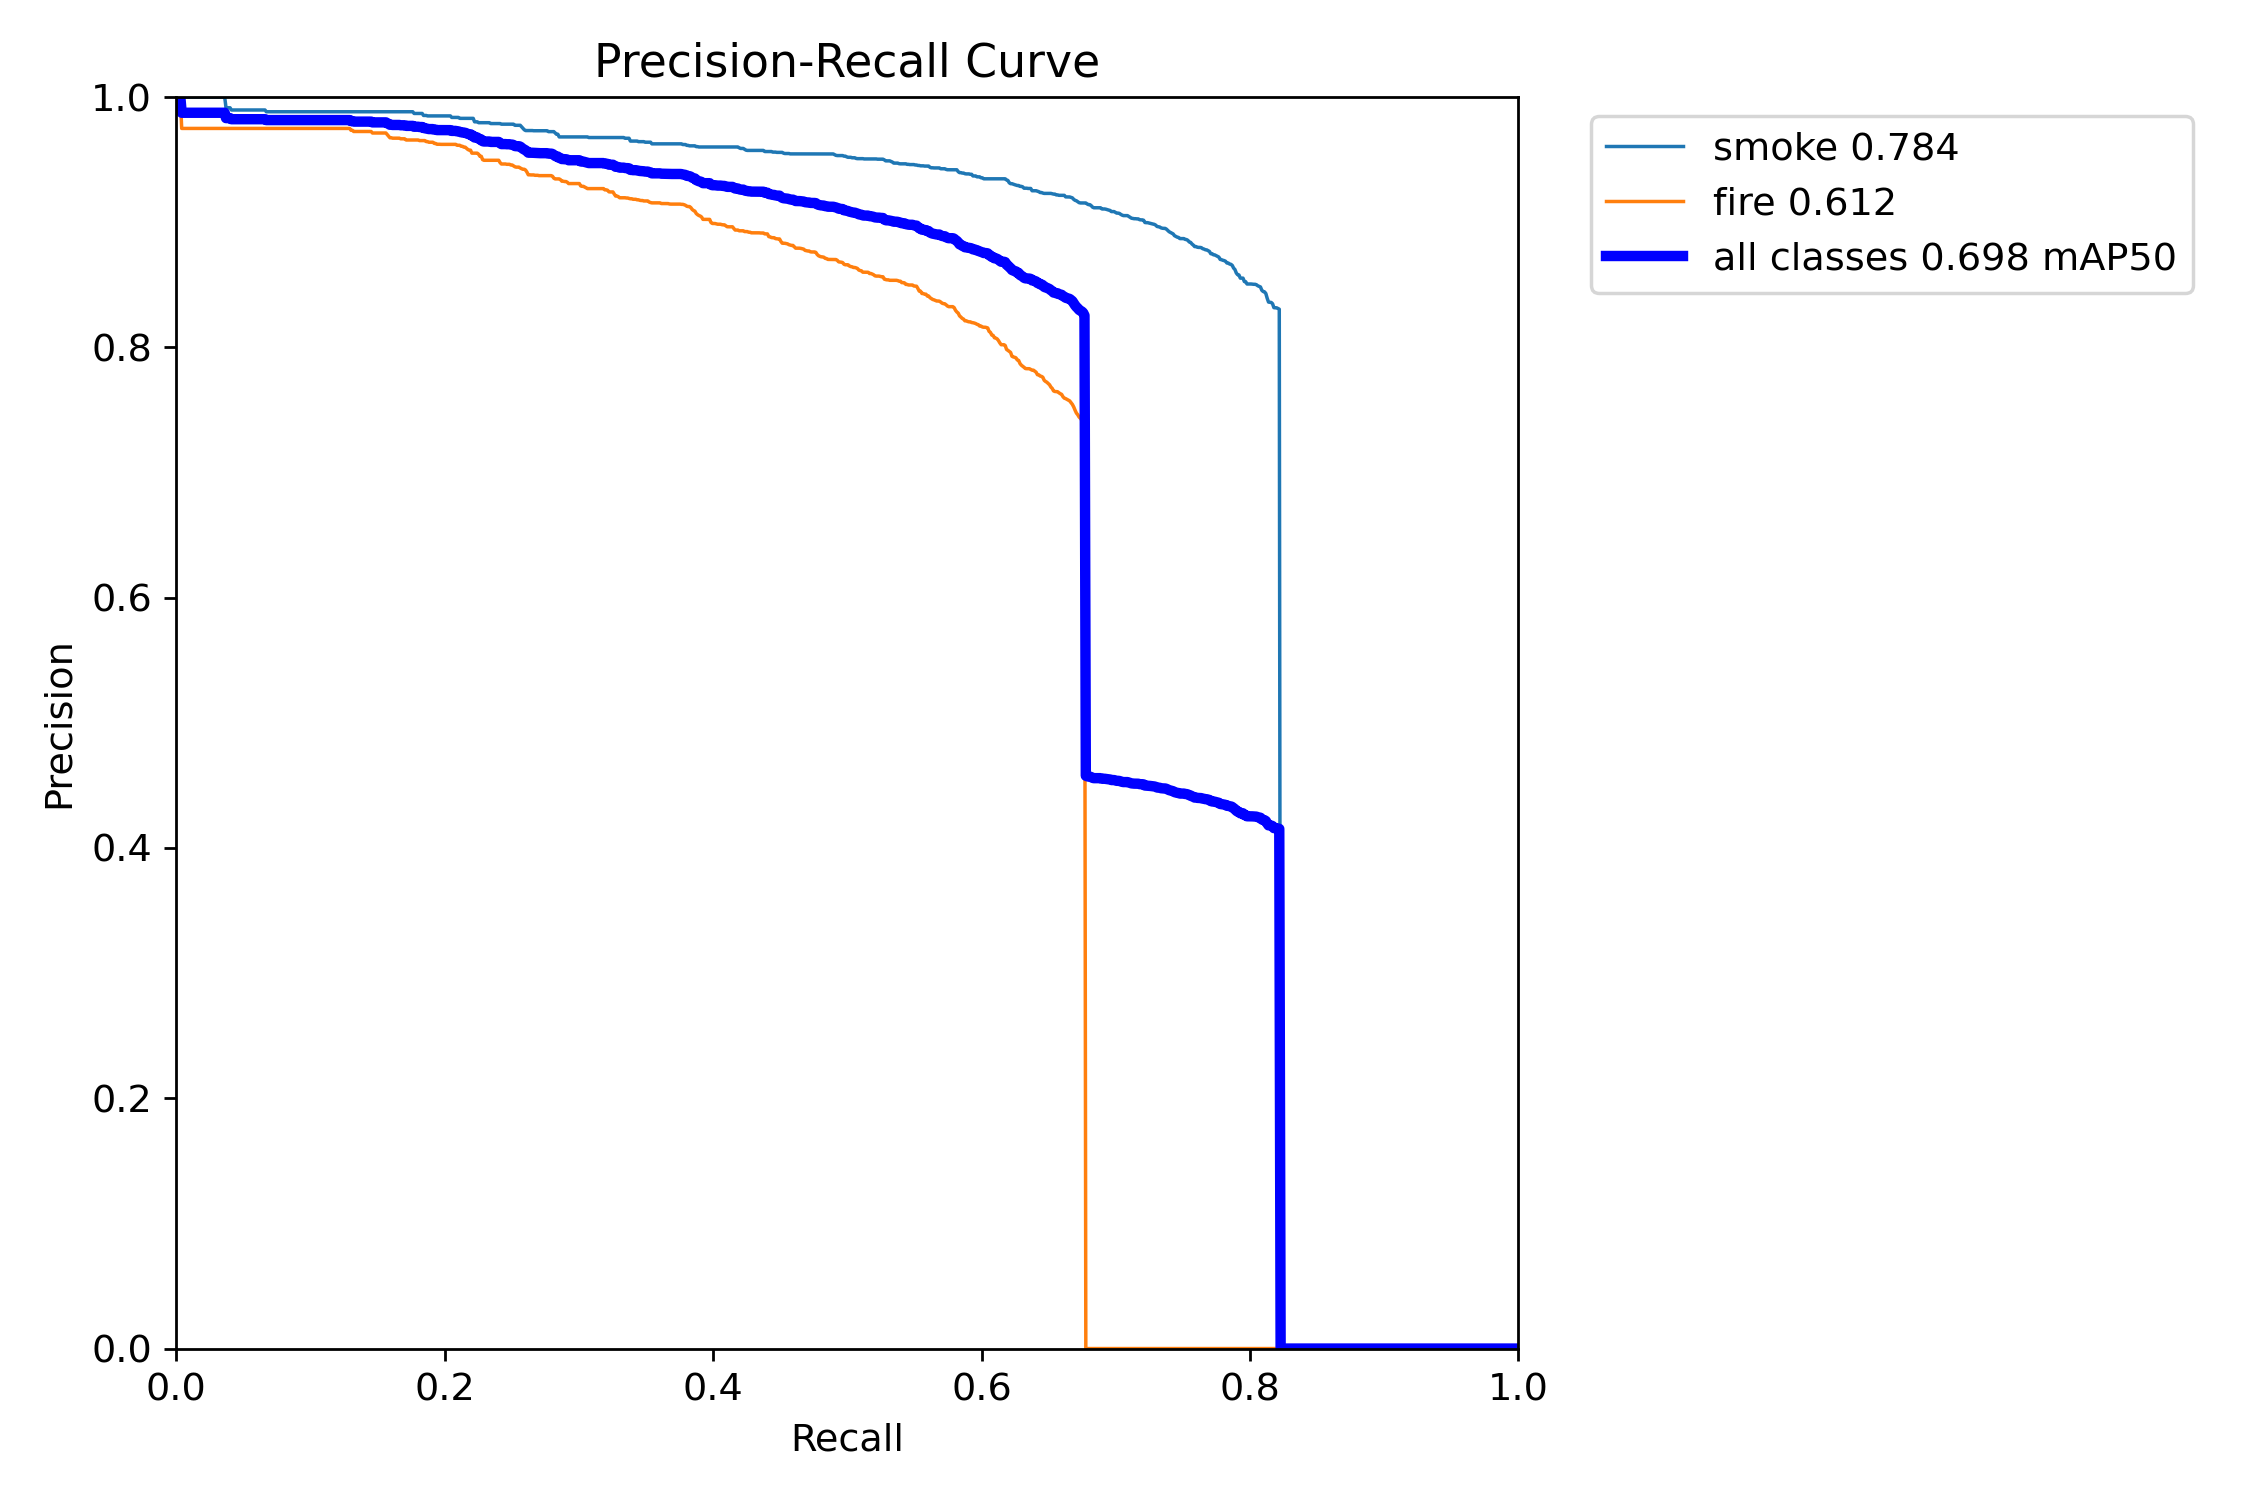 Precision-Recall Curve
1.0
0.8
0.6
0.4
0.2
0.0
Precision
0.0 0.2 0.4 0.6 0.8 1.0
Recall
smoke 0.784
fire 0.612
all classes 0.698 mAP50